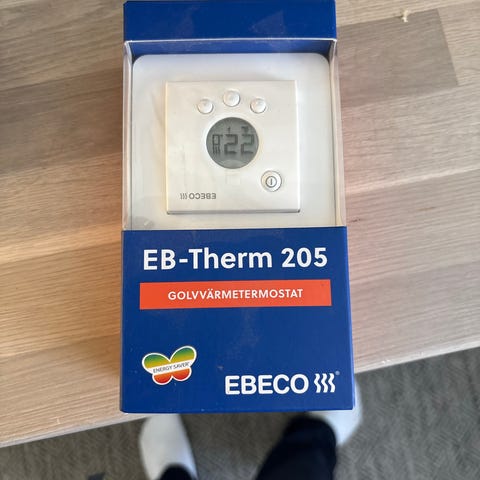 22
EBECO
EB-Therm 205
GOLVVÄRMETERMOSTAT
ENERGY SAVER
EBECO